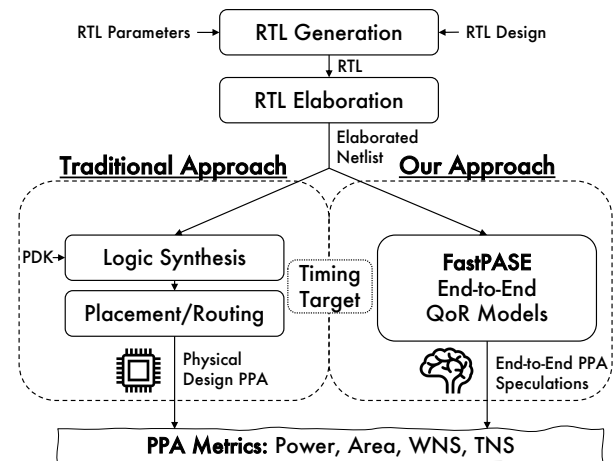 RTL Parameters
RTL Generation
RTL Design
RTL
RTL Elaboration
Elaborated
Netlist
Traditional Approach
Our Approach
PDK
Logic Synthesis
Placement/Routing
Timing
Target
FastPASE
End-to-End
QoR Models
Physical
Design PPA
End-to-End PPA
Speculations
PPA Metrics: Power, Area, WNS, TNS